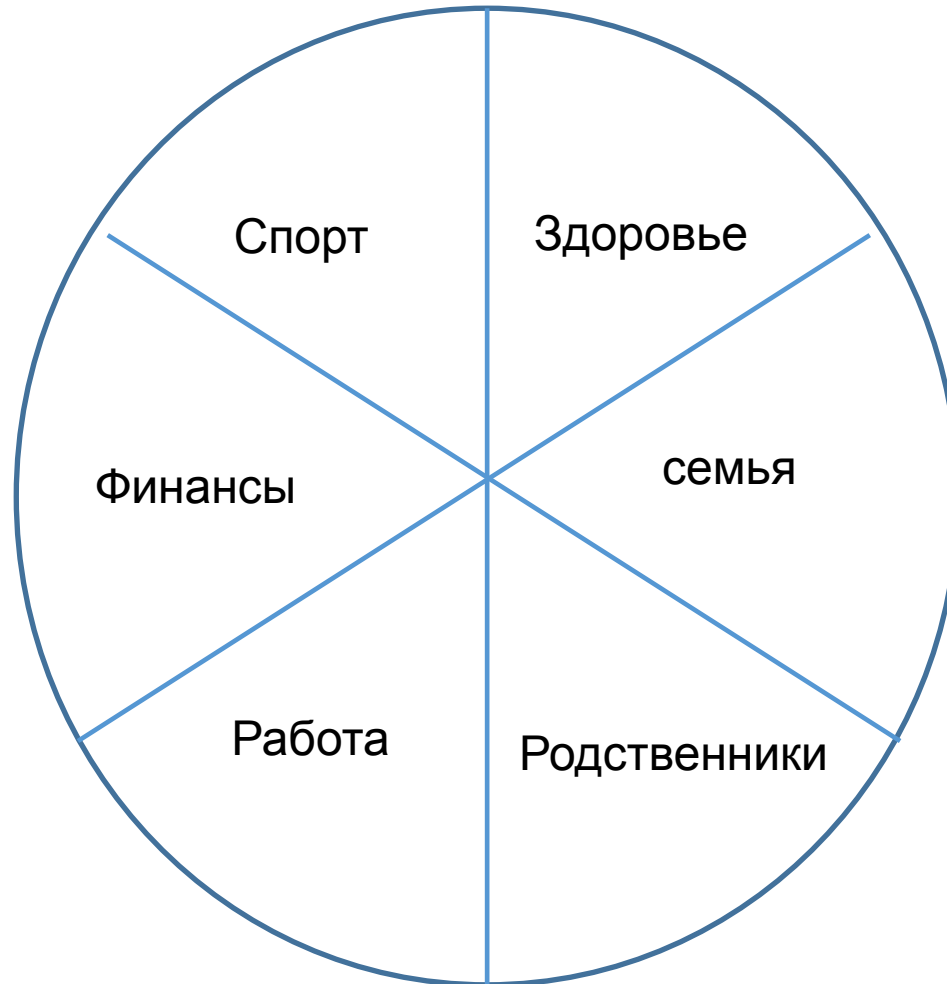 Спорт
Здоровье
Финансы
семья
Работа
Родственники